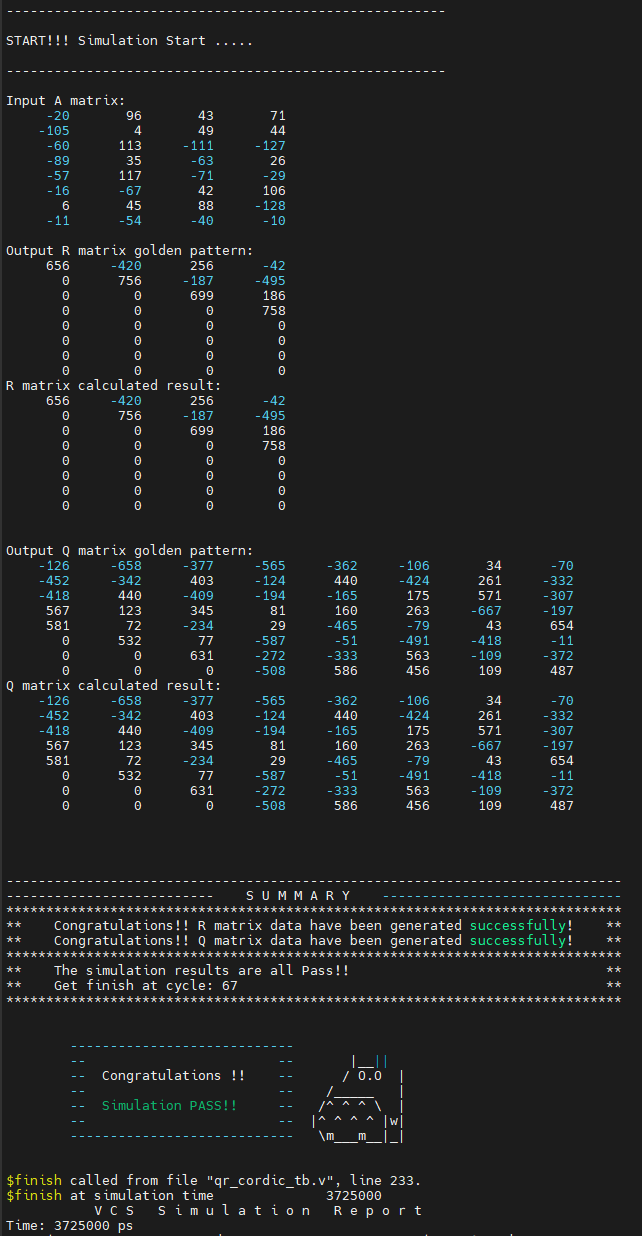 -------------------------------------------------------
START!!! Simulation Start .....
-------------------------------------------------------
Input A matrix:
-20 96 43 71
-105 4 49 44
-60 113 -111 -127
-89 35 -63 26
-57 117 -71 -29
-16 -67 42 106
6 45 88 -128
-11 -54 -40 -10
Output R matrix golden pattern:
656 -420 256 -42
0 756 -187 -495
0 0 699 186
0 0 0 758
0 0 0 0
0 0 0 0
0 0 0 0
0 0 0 0
R matrix calculated result:
656 -420 256 -42
0 756 -187 -495
0 0 699 186
0 0 0 758
0 0 0 0
0 0 0 0
0 0 0 0
0 0 0 0
Output Q matrix golden pattern:
-126 -658 -377 -565 -362 -106 34 -70
-452 -342 403 -124 440 -424 261 -332
-418 440 -409 -194 -165 175 571 -307
567 123 345 81 160 263 -667 -197
581 72 -234 29 -465 -79 43 654
0 532 77 -587 -51 -491 -418 -11
0 0 631 -272 -333 563 -109 -372
0 0 0 -508 586 456 109 487
Q matrix calculated result:
-126 -658 -377 -565 -362 -106 34 -70
-452 -342 403 -124 440 -424 261 -332
-418 440 -409 -194 -165 175 571 -307
567 123 345 81 160 263 -667 -197
581 72 -234 29 -465 -79 43 654
0 532 77 -587 -51 -491 -418 -11
0 0 631 -272 -333 563 -109 -372
0 0 0 -508 586 456 109 487
-----------------------------------------------------------------------------
--------------------------    S U M M A R Y    ------------------------------
*****************************************************************************
**    Congratulations!! R matrix data have been generated successfully!    **
**    Congratulations!! Q matrix data have been generated successfully!    **
*****************************************************************************
**    The simulation results are all Pass!!                                **
**    Get finish at cycle: 67                                              **
*****************************************************************************
        ----------------------------
        --                        --       |__||
        --  Congratulations !!    --      / O.O  |
        --                        --    /_____   |
        --  Simulation PASS!!     --   /^ ^ ^ \  |
        --                        --  |^ ^ ^ ^ |w|
        ----------------------------   \m___m__|_|
$finish called from file "qr_cordic_tb.v", line 233.
$finish at simulation time              3725000
           V C S   S i m u l a t i o n   R e p o r t
Time: 3725000 ps